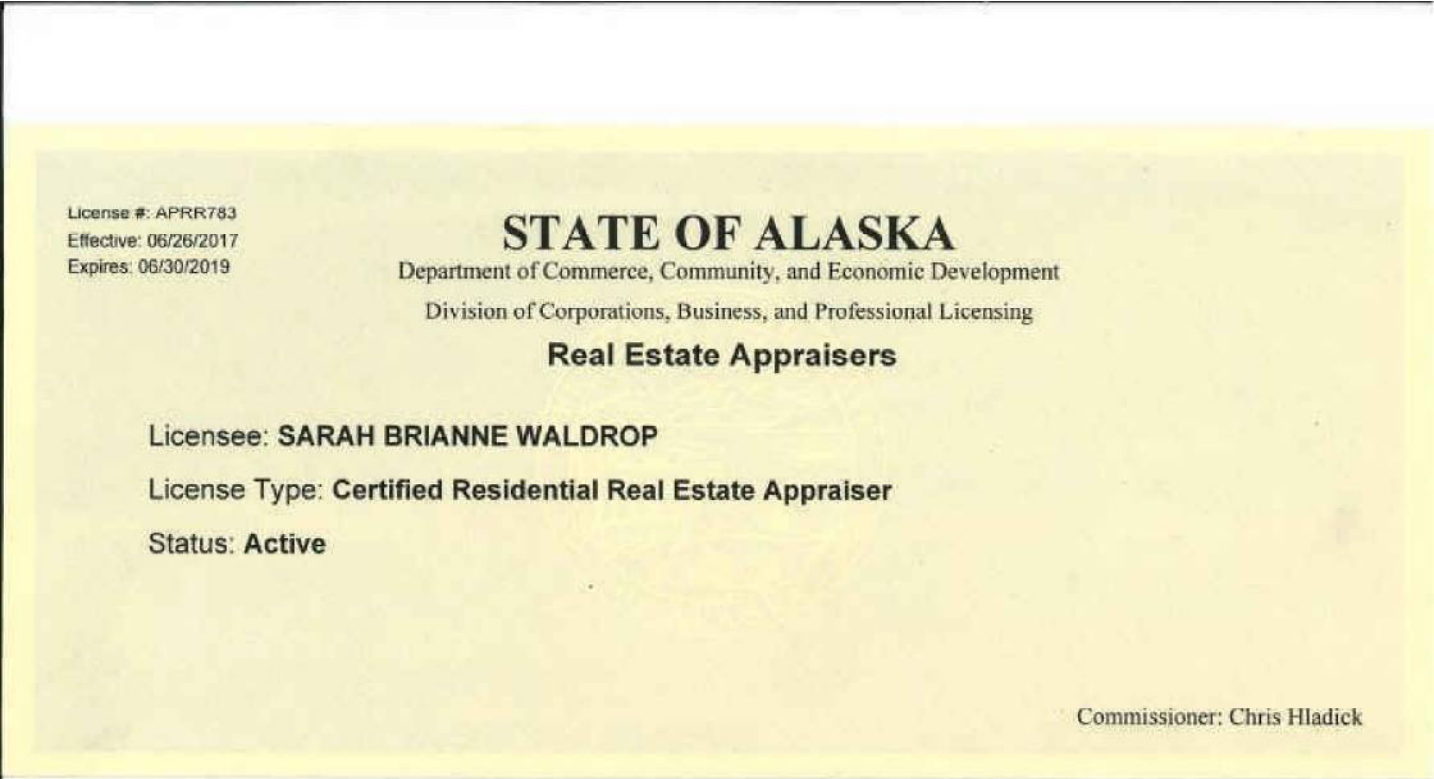 License #: APRR783
Effective: 06/26/2017
Expires: 06/30/2019
STATE OF ALASKA
Department of Commerce, Community, and Economic Development
Division of Corporations, Business, and Professional Licensing
Real Estate Appraisers
Licensee: SARAH BRIANNE WALDROP
License Type: Certified Residential Real Estate Appraiser
Status: Active
Commissioner: Chris Hladick